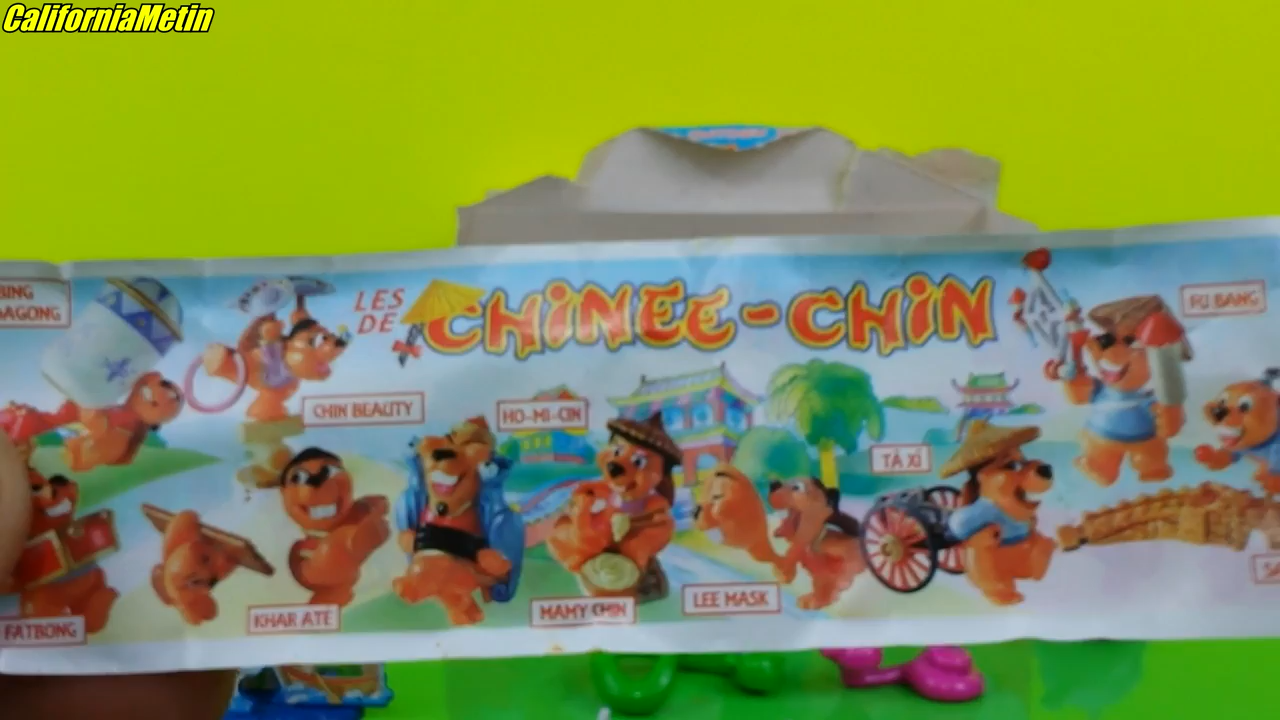 CaliforniaMetin
LES
DE CHINEE-CHIN
FU BANG
CHIN BEAUTY
HO-MI-CIN
TA XI
KHAR ATE
MAMY CHIN
LEE MASK
FATBONG